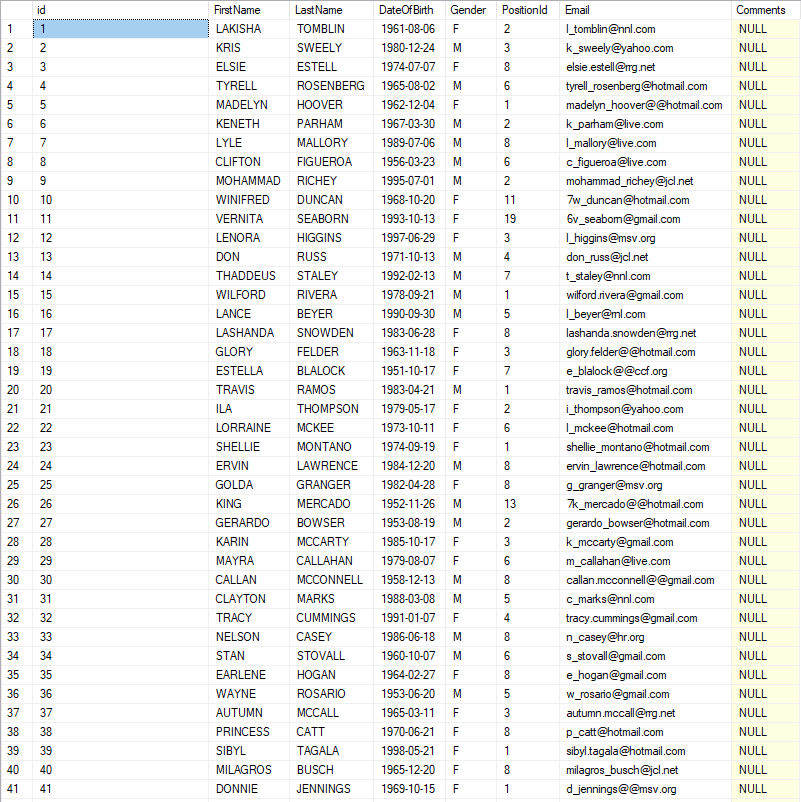 id FirstName LastName DateOfBirth Gender PositionId Email Comments
1 1 LAKISHA TOMBLIN 1961-08-06 F 2 l_tomblin@nnl.com NULL
2 2 KRIS SWEELY 1980-12-24 M 3 k_sweely@yahoo.com NULL
3 3 ELSIE ESTELL 1974-07-07 F 8 elsie.estell@rrg.net NULL
4 4 TYRELL ROSENBERG 1965-08-02 M 6 tyrell_rosenberg@hotmail.com NULL
5 5 MADELYN HOOVER 1962-12-04 F 1 madelyn_hoover@@hotmail.com NULL
6 6 KENETH PARHAM 1967-03-30 M 2 k_parham@live.com NULL
7 7 LYLE MALLORY 1989-07-06 M 8 l_mallory@live.com NULL
8 8 CLIFTON FIGUEROA 1956-03-23 M 6 c_figueroa@live.com NULL
9 9 MOHAMMAD RICHEY 1995-07-01 M 2 mohammad_richey@jcl.net NULL
10 10 WINIFRED DUNCAN 1968-10-20 F 11 7w_duncan@hotmail.com NULL
11 11 VERNITA SEABORN 1993-10-13 F 19 6v_seaborn@gmail.com NULL
12 12 LENORA HIGGINS 1997-06-29 F 3 l_higgins@msv.org NULL
13 13 DON RUSS 1971-10-13 M 4 don_russ@jcl.net NULL
14 14 THADDEUS STALEY 1992-02-13 M 7 t_staley@nnl.com NULL
15 15 WILFORD RIVERA 1978-09-21 M 1 wilford.rivera@gmail.com NULL
16 16 LANCE BEYER 1990-09-30 M 5 l_beyer@rnl.com NULL
17 17 LASHANDA SNOWDEN 1983-06-28 F 8 lashanda.snowden@rrg.net NULL
18 18 GLORY FELDER 1963-11-18 F 3 glory.felder@@hotmail.com NULL
19 19 ESTELLA BLALOCK 1951-10-17 F 7 e_blalock@@ccf.org NULL
20 20 TRAVIS RAMOS 1983-04-21 M 1 travis_ramos@hotmail.com NULL
21 21 ILA THOMPSON 1979-05-17 F 2 i_thompson@yahoo.com NULL
22 22 LORRAINE MCKEE 1973-10-11 F 6 l_mckee@hotmail.com NULL
23 23 SHELLIE MONTANO 1974-09-19 F 1 shellie_montano@hotmail.com NULL
24 24 ERVIN LAWRENCE 1984-12-20 M 8 ervin_lawrence@hotmail.com NULL
25 25 GOLDA GRANGER 1982-04-28 F 8 g_granger@msv.org NULL
26 26 KING MERCADO 1952-11-26 M 13 7k_mercado@@hotmail.com NULL
27 27 GERARDO BOWSER 1953-08-19 M 2 gerardo_bowser@hotmail.com NULL
28 28 KARIN MCCARTY 1985-10-17 F 3 k_mccarty@gmail.com NULL
29 29 MAYRA CALLAHAN 1979-08-07 F 6 m_callahan@live.com NULL
30 30 CALLAN MCCONNELL 1958-12-13 M 8 callan.mcconnell@@gmail.com NULL
31 31 CLAYTON MARKS 1988-03-08 M 5 c_marks@nnl.com NULL
32 32 TRACY CUMMINGS 1991-01-07 F 4 tracy.cummings@gmail.com NULL
33 33 NELSON CASEY 1986-06-18 M 8 n_casey@hr.org NULL
34 34 STAN STOVALL 1960-10-07 M 6 s_stovall@gmail.com NULL
35 35 EARLENE HOGAN 1964-02-27 F 8 e_hogan@gmail.com NULL
36 36 WAYNE ROSARIO 1953-06-20 M 5 w_rosario@gmail.com NULL
37 37 AUTUMN MCCALL 1965-03-11 F 3 autumn.mccall@rrg.net NULL
38 38 PRINCESS CATT 1970-06-21 F 8 p_catt@hotmail.com NULL
39 39 SIBYL TAGALA 1998-05-21 F 1 sibyl.tagala@hotmail.com NULL
40 40 MILAGROS BUSCH 1965-12-20 F 8 milagros_busch@jcl.net NULL
41 41 DONNIE JENNINGS 1969-10-15 F 1 d_jennings@@msv.org NULL